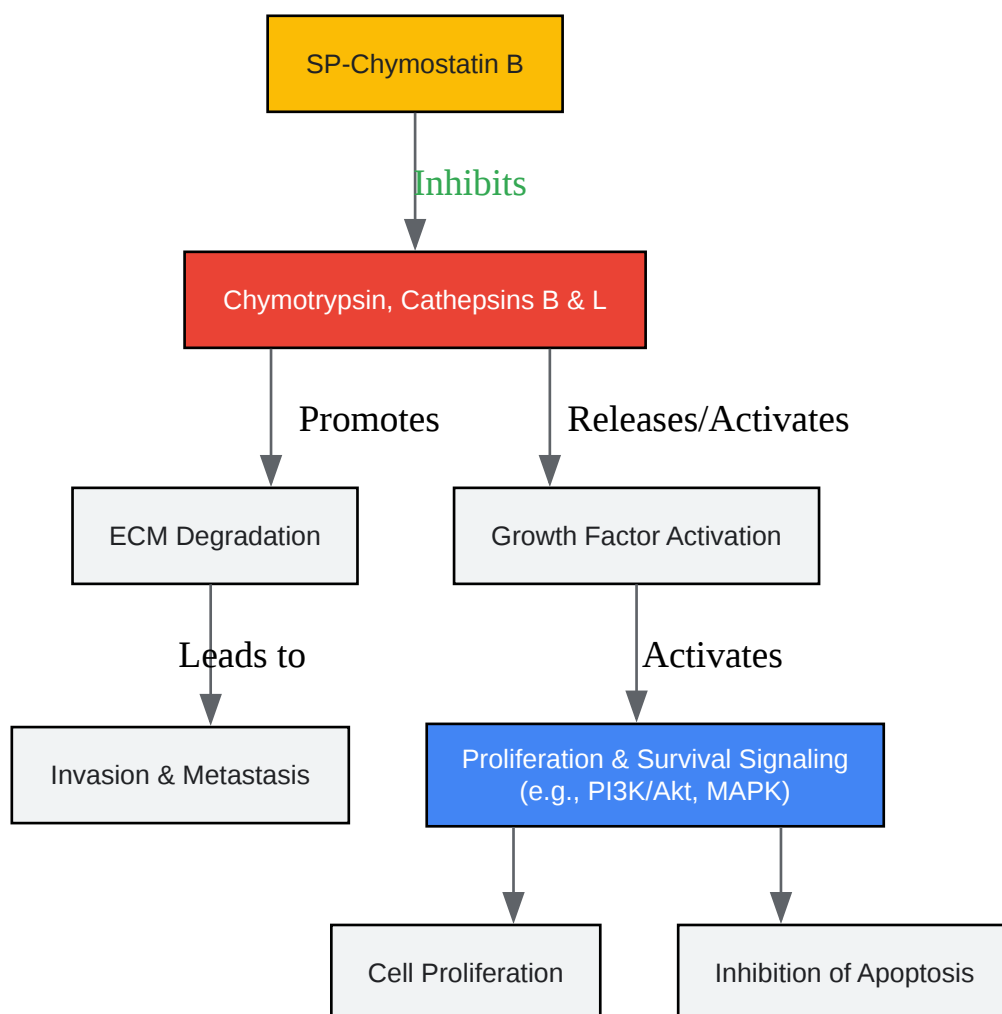 SP-Chymostatin B
Inhibits
Chymotrypsin, Cathepsins B & L
Promotes
Releases/Activates
ECM Degradation
Growth Factor Activation
Leads to
Activates
Invasion & Metastasis
Proliferation & Survival Signaling
(e.g., PI3K/Akt, MAPK)
Cell Proliferation
Inhibition of Apoptosis